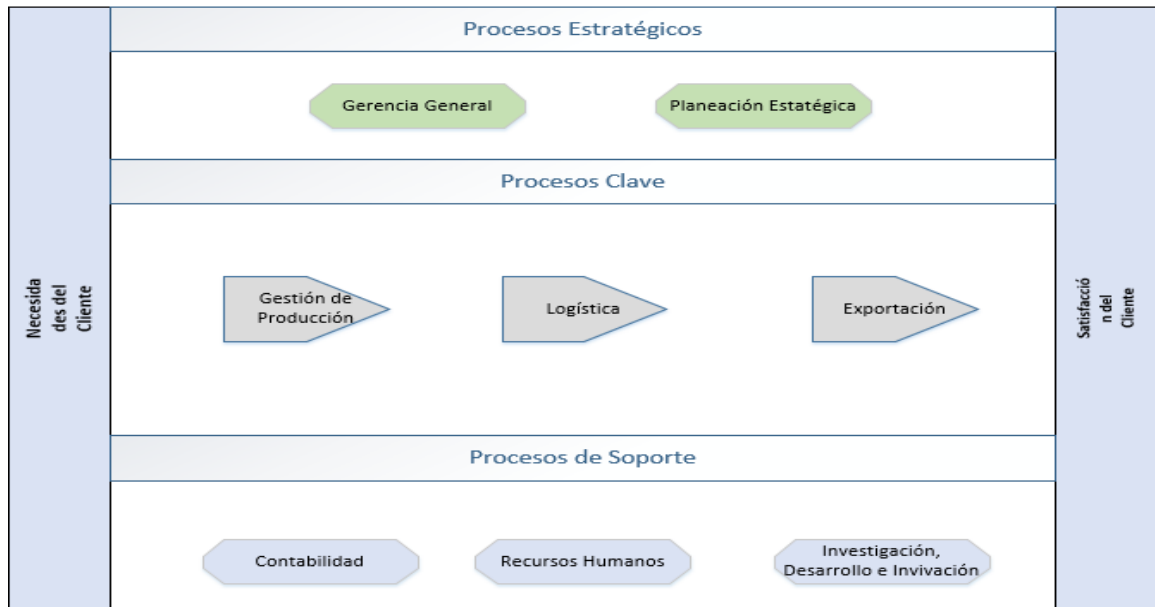 Procesos Estratégicos
Gerencia General
Planeación Estatégica
Procesos Clave
Necesida
des del
Cliente
Gestión de
Producción
Logística
Exportación
Satisfacció
n del
Cliente
Procesos de Soporte
Contabilidad
Recursos Humanos
Investigación,
Desarrollo e Invivación